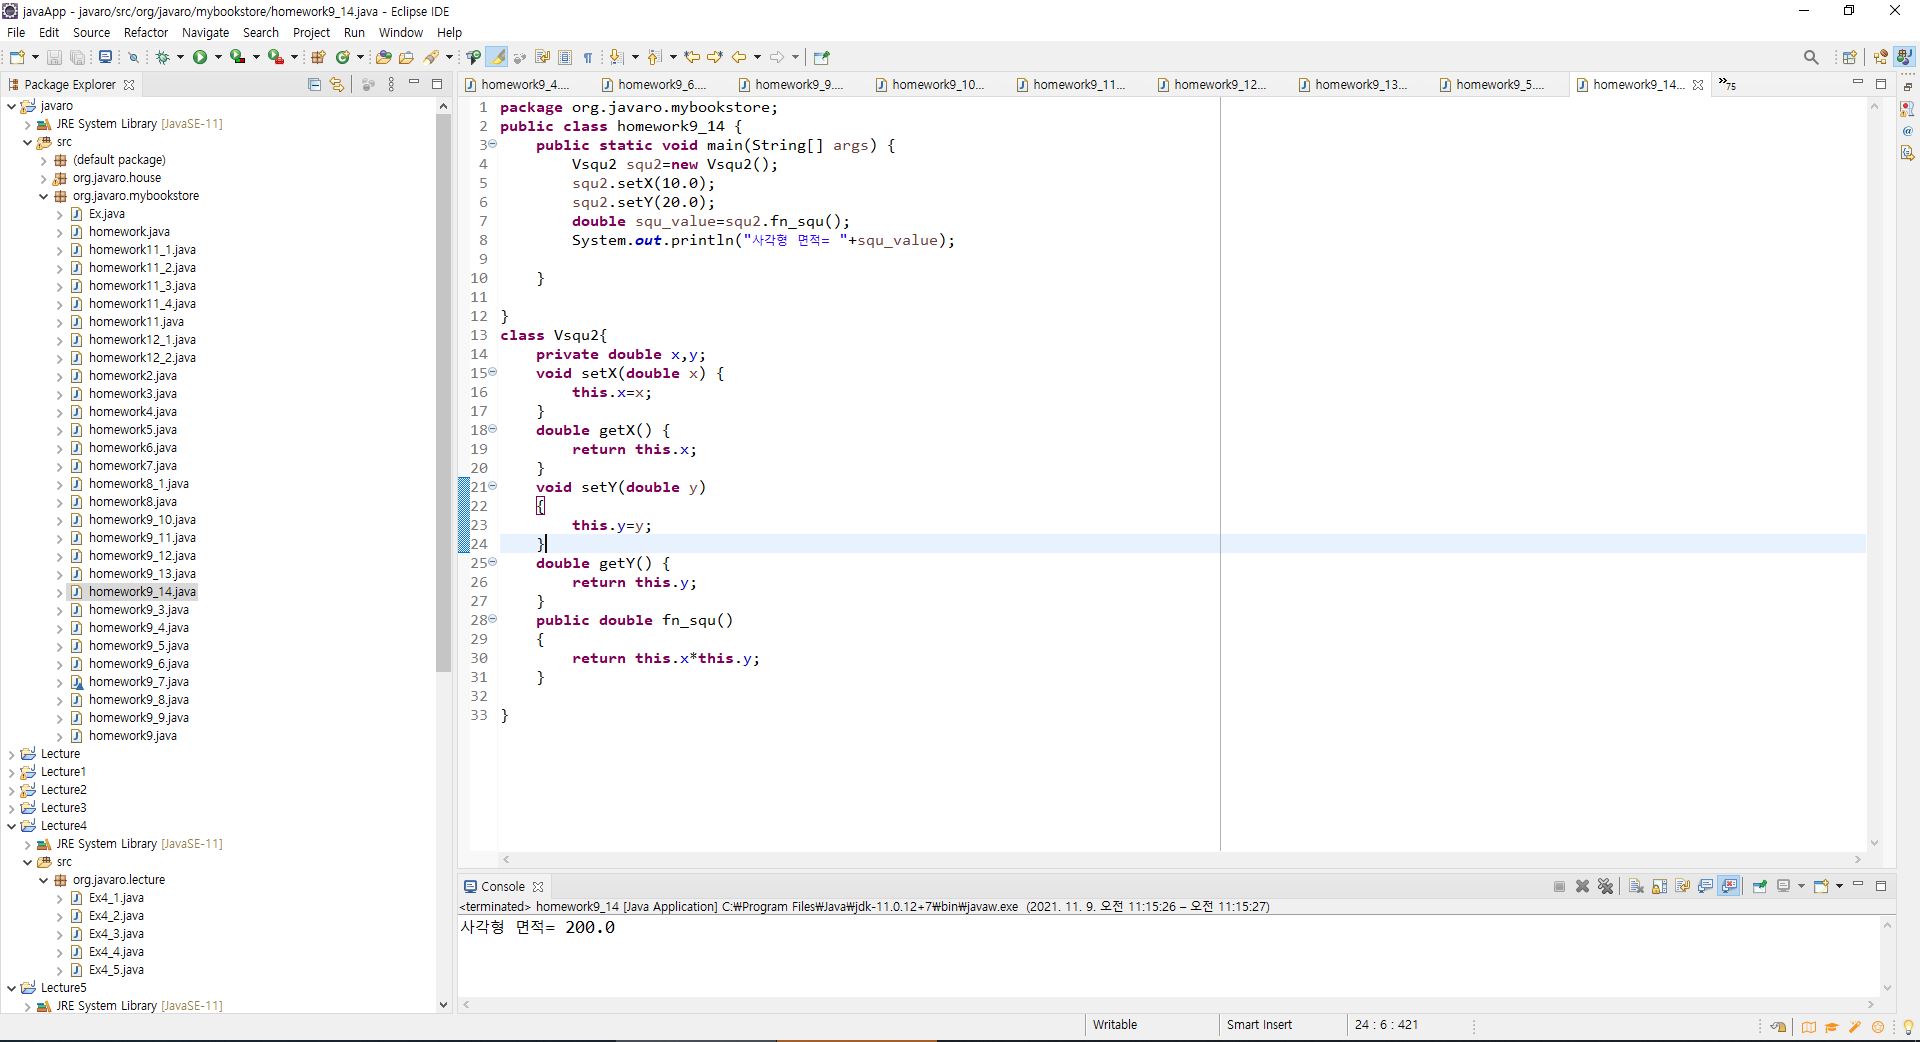 javaApp - javaro/src/org/javaro/mybookstore/homework9_14.java - Eclipse IDE
File Edit Source Refactor Navigate Search Project Run Window Help
Package Explorer
javaro
JRE System Library [JavaSE-11]
src
(default package)
org.javaro.house
org.javaro.mybookstore
Ex.java
homework.java
homework11_1.java
homework11_2.java
homework11_3.java
homework11_4.java
homework11.java
homework12_1.java
homework12_2.java
homework2.java
homework3.java
homework4.java
homework5.java
homework6.java
homework7.java
homework8_1.java
homework8.java
homework9_10.java
homework9_11.java
homework9_12.java
homework9_13.java
homework9_14.java
homework9_3.java
homework9_4.java
homework9_5.java
homework9_6.java
homework9_7.java
homework9_8.java
homework9_9.java
homework9.java
Lecture
Lecture1
Lecture2
Lecture3
Lecture4
JRE System Library [JavaSE-11]
src
org.javaro.lecture
Ex4_1.java
Ex4_2.java
Ex4_3.java
Ex4_4.java
Ex4_5.java
Lecture5
JRE System Library [JavaSE-11]
homework9_4.... homework9_6.... homework9_9.... homework9_10... homework9_11... homework9_12... homework9_13... homework9_5.... homework9_14... »75
1 package org.javaro.mybookstore;
2 public class homework9_14 {
3 public static void main(String[] args) {
4 Vsqu2 squ2=new Vsqu2();
5 squ2.setX(10.0);
6 squ2.setY(20.0);
7 double squ_value=squ2.fn_squ();
8 System.out.println("사각형 면적= "+squ_value);
9
10 }
11
12 }
13 class Vsqu2{
14 private double x,y;
15 void setX(double x) {
16 this.x=x;
17 }
18 double getX() {
19 return this.x;
20 }
21 void setY(double y)
22 {
23 this.y=y;
24 }
25 double getY() {
26 return this.y;
27 }
28 public double fn_squ()
29 {
30 return this.x*this.y;
31 }
32
33 }
Console
<terminated> homework9_14 [Java Application] C:₩Program Files₩Java₩jdk-11.0.12+7₩bin₩javaw.exe (2021. 11. 9. 오전 11:15:26 – 오전 11:15:27)
사각형 면적= 200.0
Writable Smart Insert 24 : 6 : 421